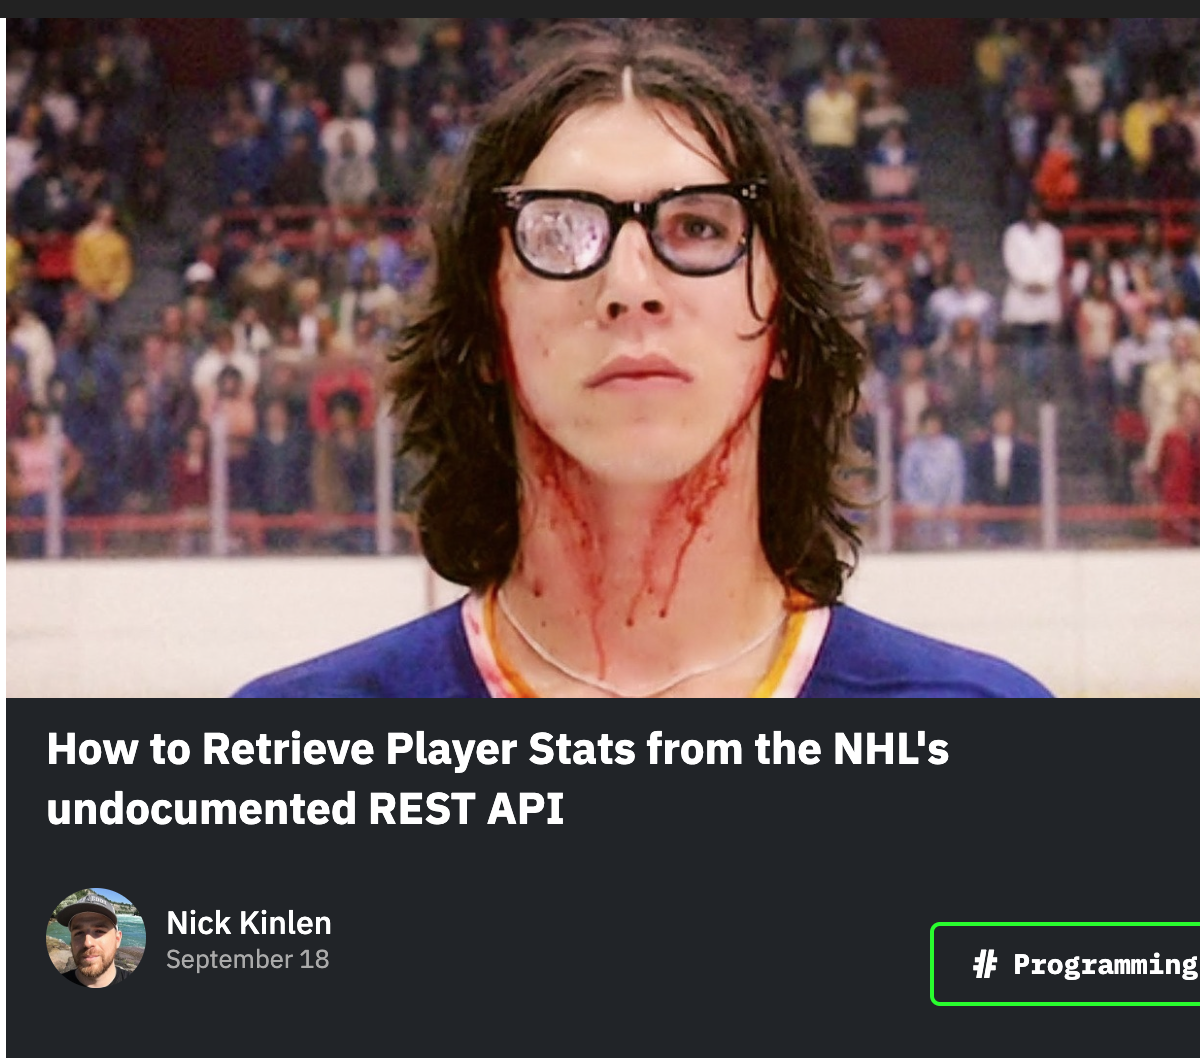 How to Retrieve Player Stats from the NHL's
undocumented REST API
Nick Kinlen
September 18
# Programming